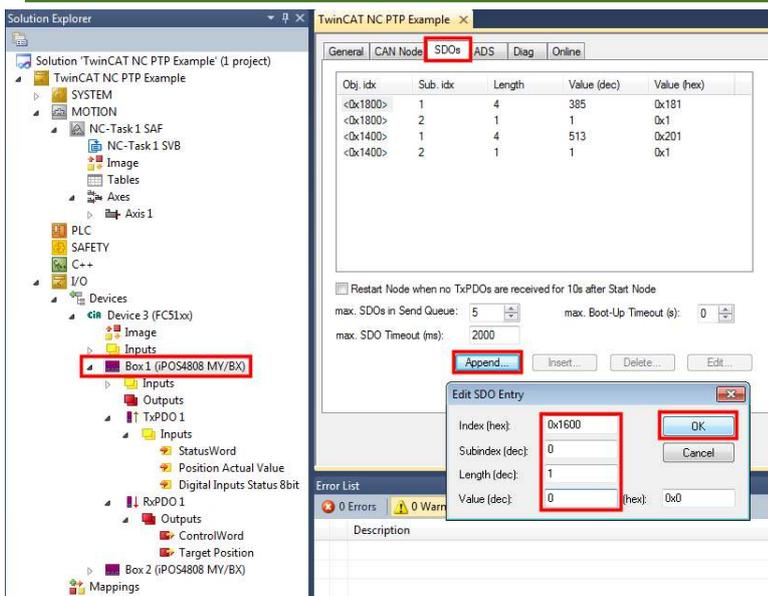 Solution Explorer
Solution 'TwinCAT NC PTP Example' (1 project)
TwinCAT NC PTP Example
SYSTEM
MOTION
NC-Task 1 SAF
NC-Task 1 SVB
Image
Tables
Axes
Axis 1
PLC
SAFETY
C++
I/O
Devices
Device 3 (FC51xx)
Image
Inputs
Box 1 (iPOS4808 MY/BX)
Inputs
Outputs
TxPDO 1
Inputs
StatusWord
Position Actual Value
Digital Inputs Status 8bit
RxPDO 1
Outputs
ControlWord
Target Position
Box 2 (iPOS4808 MY/BX)
Mappings
TwinCAT NC PTP Example
General CAN Node SDOs ADS Diag Online
Obj. idx Sub. idx Length Value (dec) Value (hex)
<0x1800> 1 4 385 0x181
<0x1800> 2 1 1 0x1
<0x1400> 1 4 513 0x201
<0x1400> 2 1 1 0x1
Restart Node when no TxPDOs are received for 10s after Start Node
max. SDOs in Send Queue: 5 max. Boot-Up Timeout (s): 0
max. SDO Timeout (ms): 2000
Append... Insert... Delete... Edit...
Edit SDO Entry
Index (hex): 0x1600 OK
Subindex (dec): 0 Cancel
Length (dec): 1
Value (dec): 0 (hex): 0x0
Error List
0 Errors 0 Warn
Description